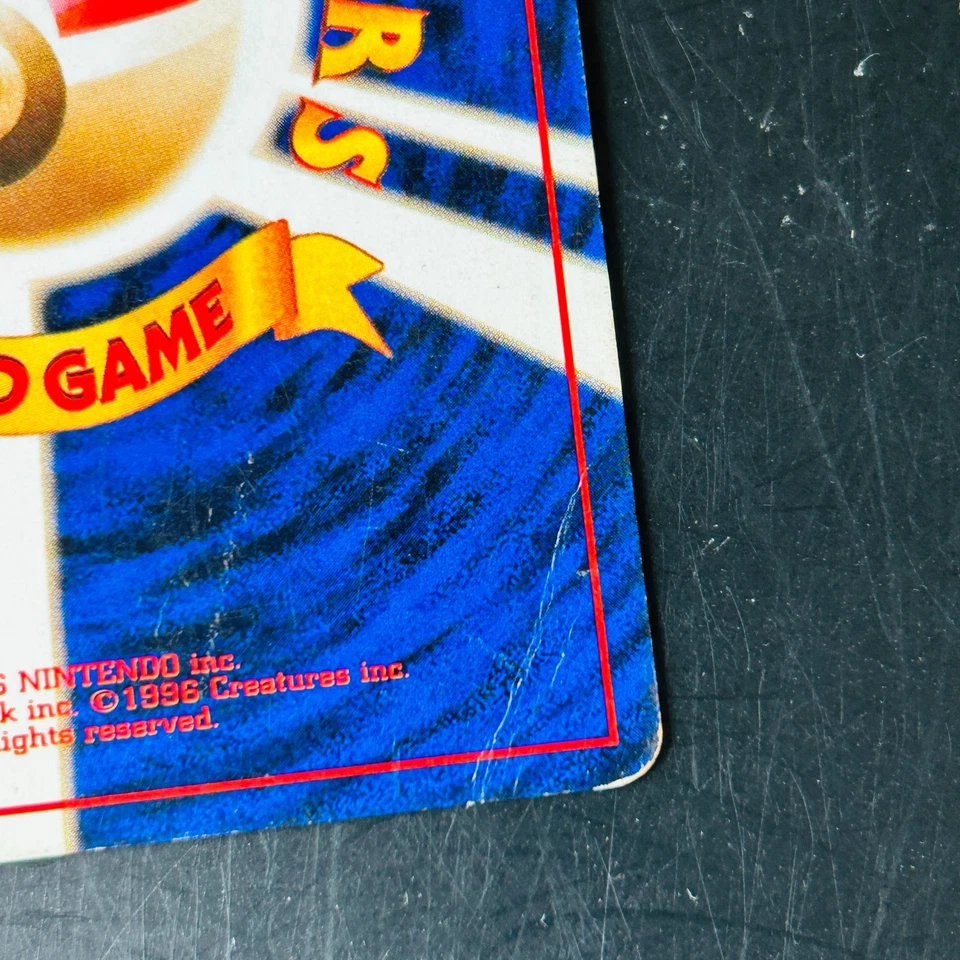 RS
GAME
NINTENDO inc.
k inc. ©1996 Creatures inc.
ights reserved.